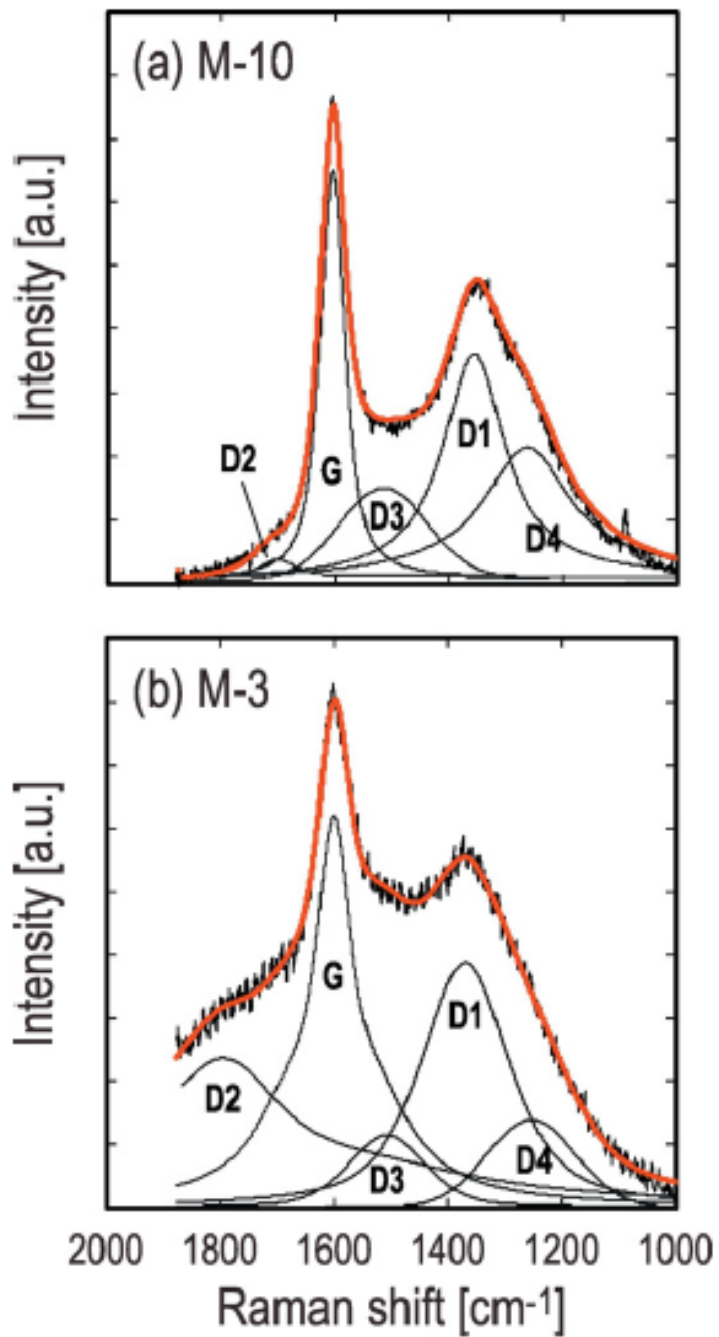 (a) M-10
Intensity [a.u.]
D2
G
D3
D1
D4
(b) M-3
Intensity [a.u.]
D2
G
D3
D1
D4
2000 1800 1600 1400 1200 1000
Raman shift [cm-1]